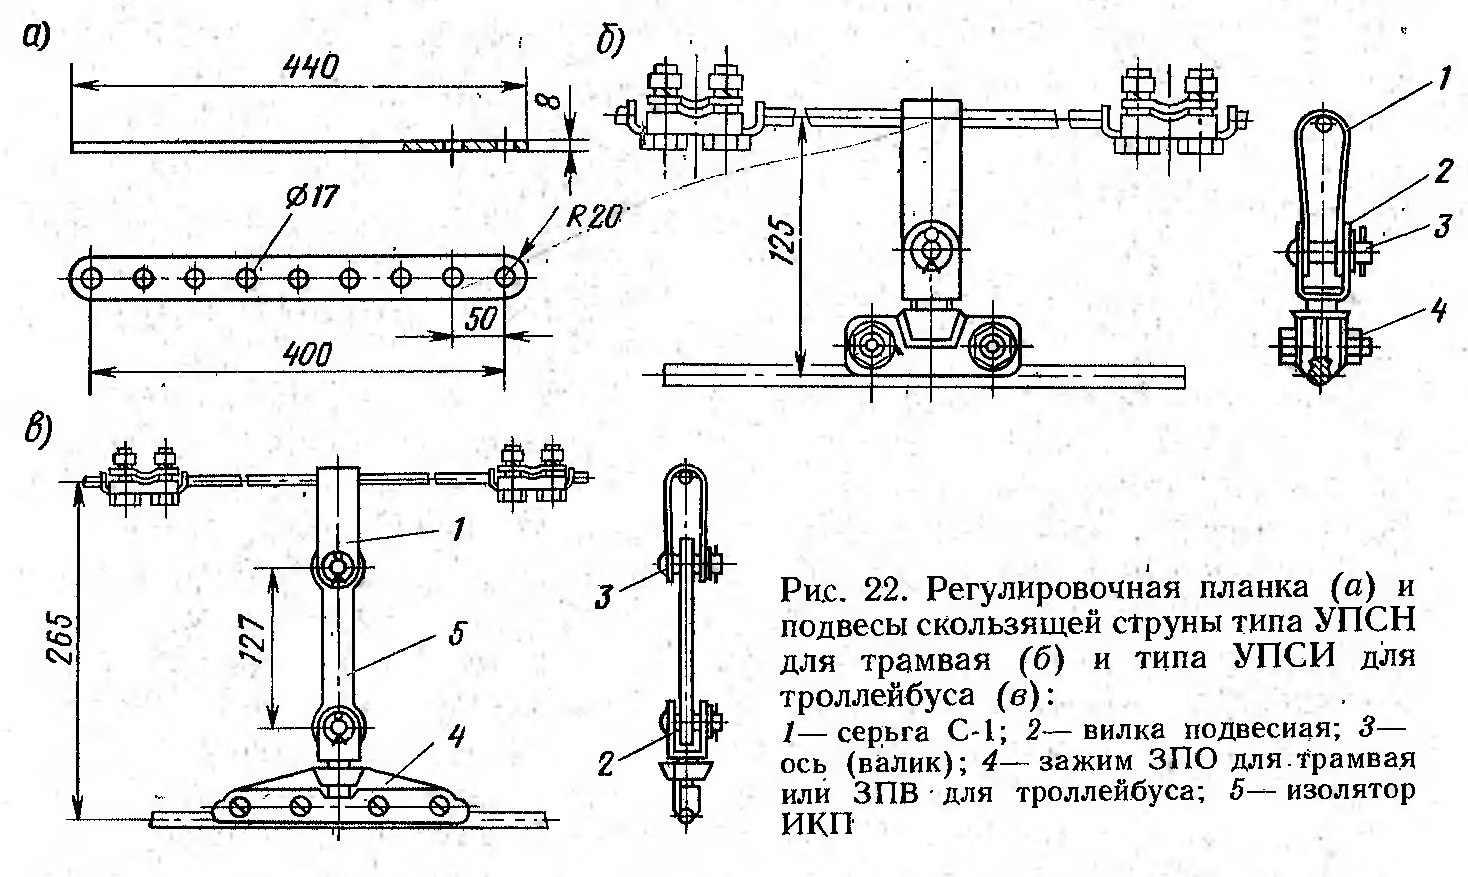 а)
440
8
Ø17
R20
50
400
б)
125
1
2
3
4
в)
265
127
1
5
4
3
2
Рис. 22. Регулировочная планка (а) и
подвесы скользящей струны типа УПСН
для трамвая (б) и типа УПСИ для
троллейбуса (в):
1— серьга С-1; 2— вилка подвесная; 3—
ось (валик); 4— зажим ЗПО для трамвая
или ЗПВ для троллейбуса; 5— изолятор
ИКП